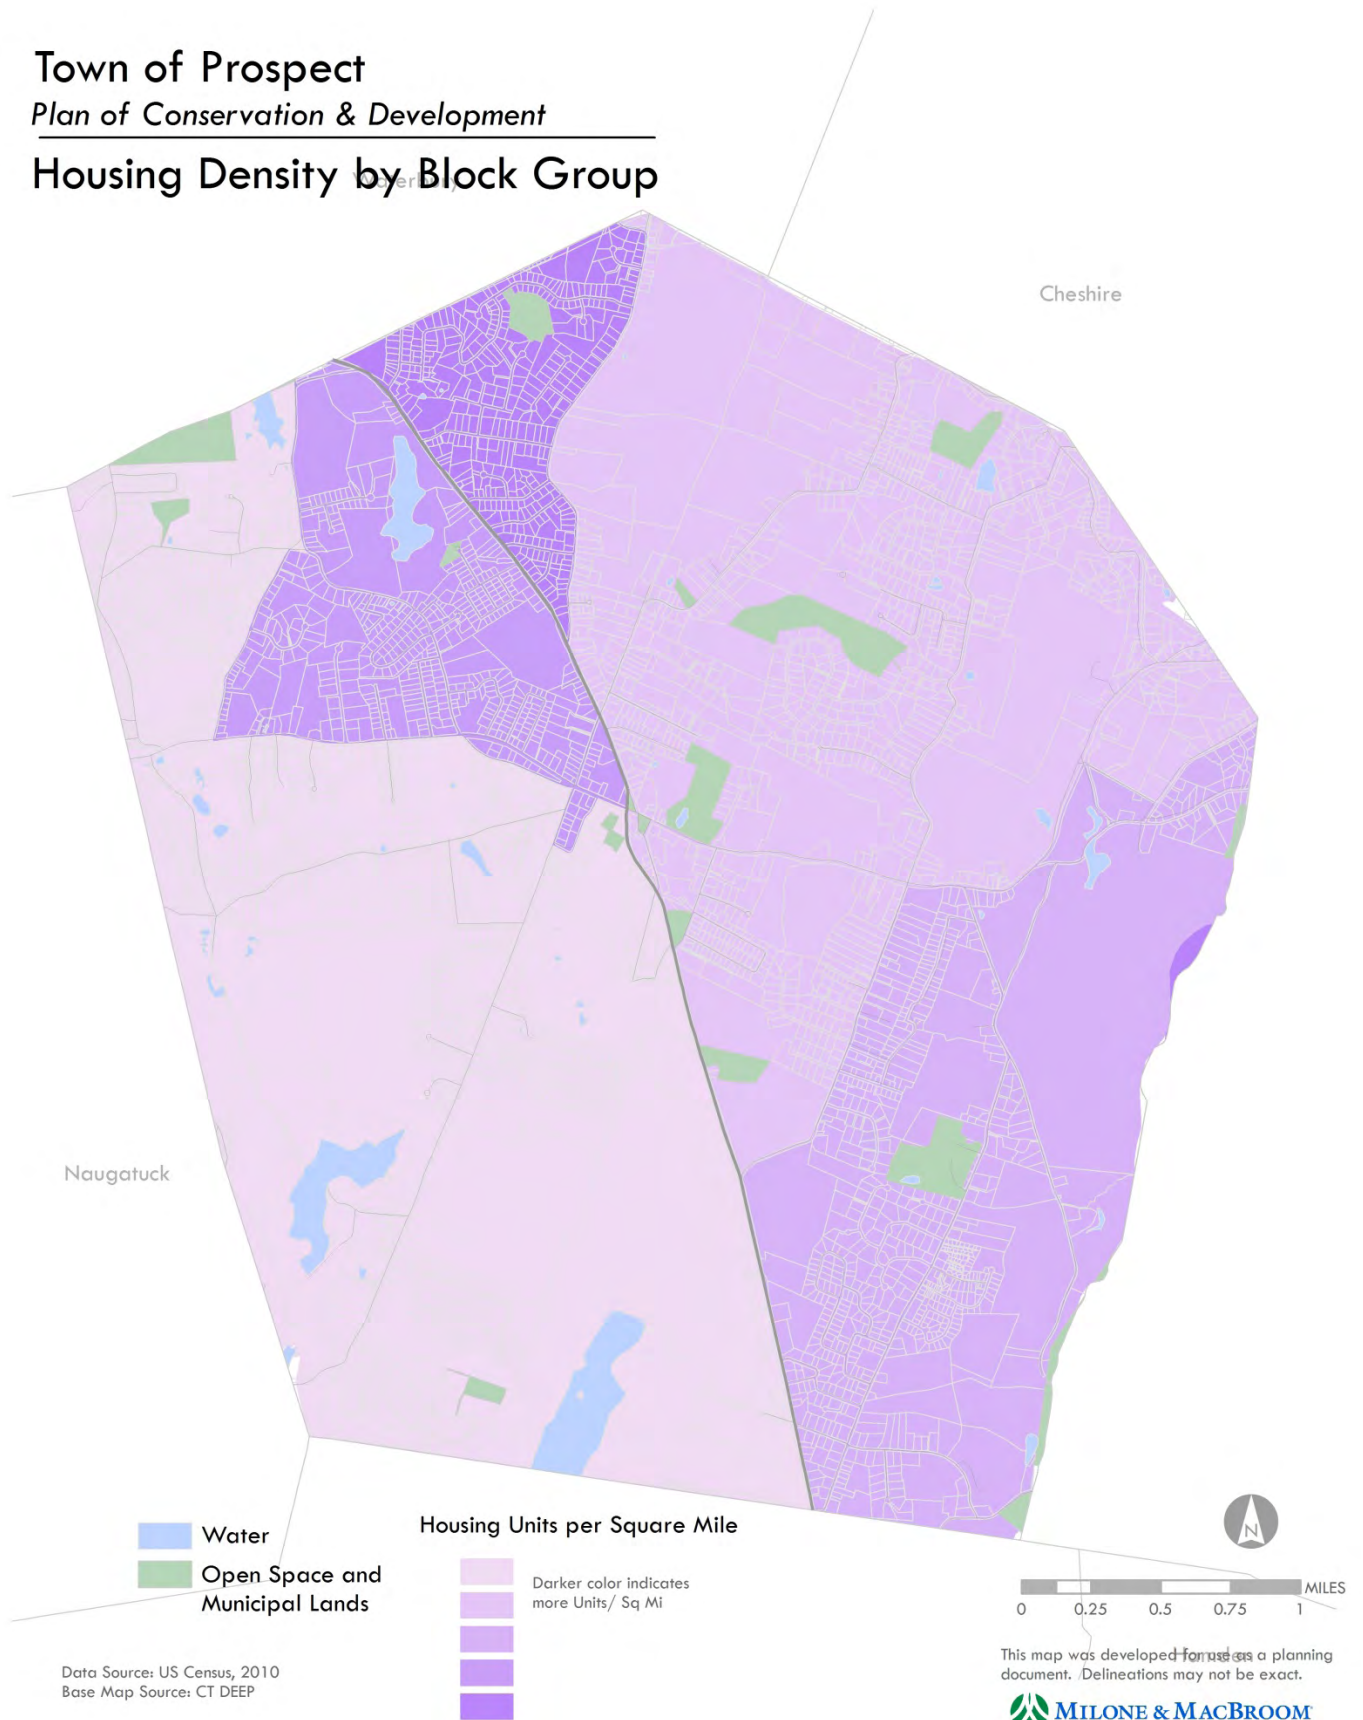 Town of Prospect
Plan of Conservation & Development
Housing Density by Block Group
Waterbury
Cheshire
Naugatuck
Water
Open Space and
Municipal Lands
Housing Units per Square Mile
Darker color indicates
more Units/ Sq Mi
N
MILES
0 0.25 0.5 0.75 1
Hamden
This map was developed for use as a planning
document. Delineations may not be exact.
Data Source: US Census, 2010
Base Map Source: CT DEEP
MILONE & MACBROOM